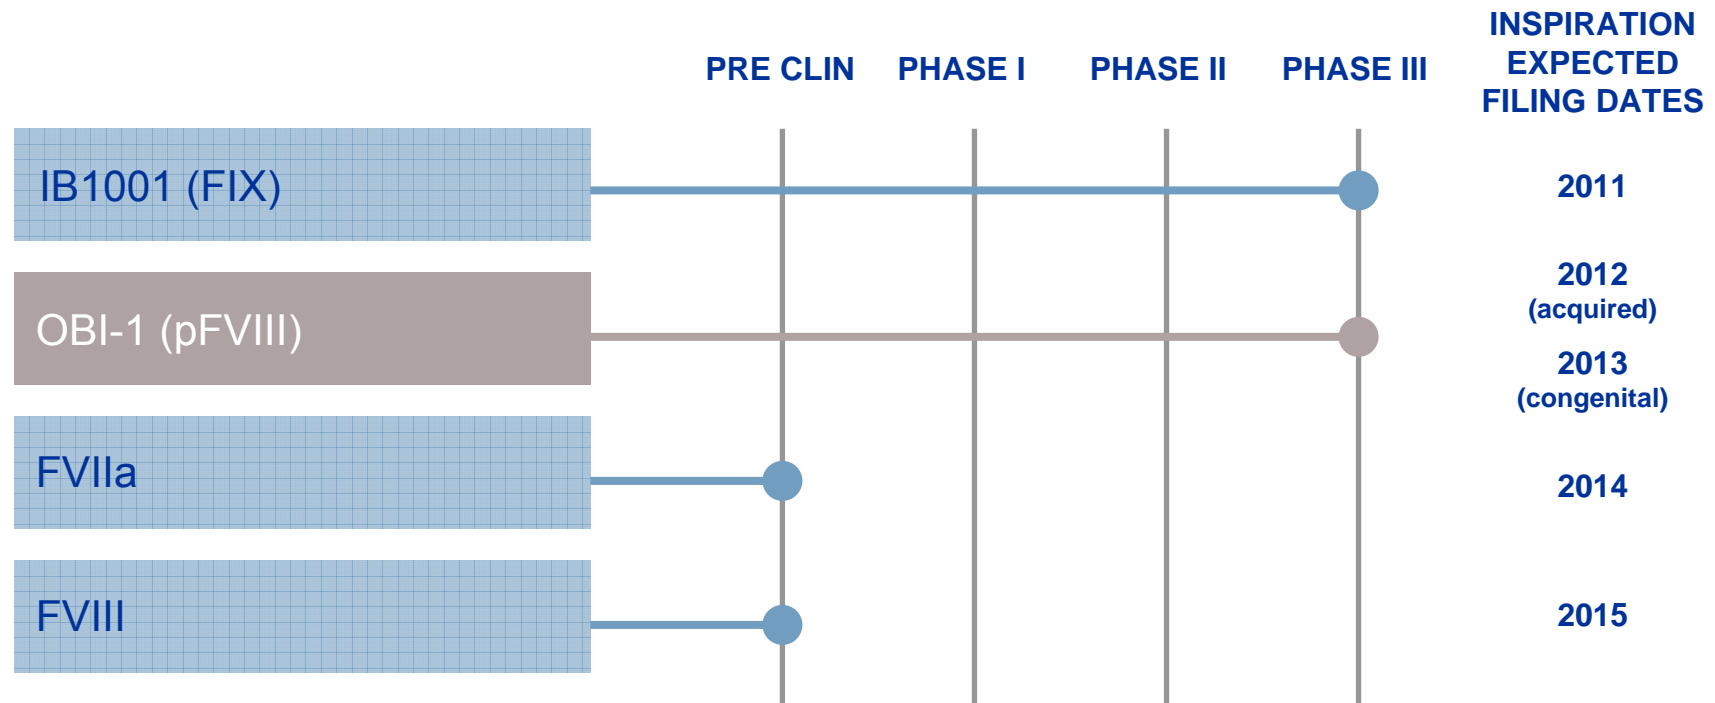 INSPIRATION
EXPECTED
FILING DATES
PRE CLIN PHASE I PHASE II PHASE III
IB1001 (FIX) 2011
OBI-1 (pFVIII)
2012
(acquired)
2013
(congenital)
FVIIa 2014
FVIII 2015